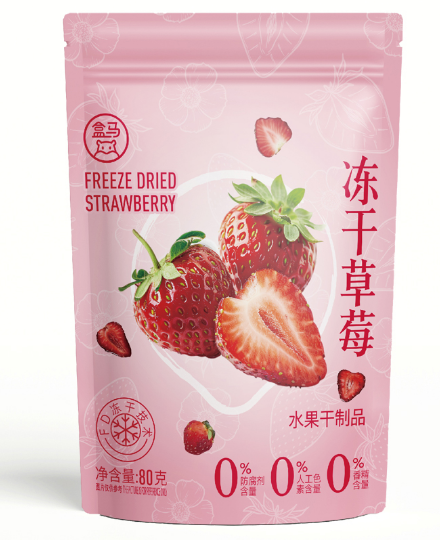 盒马
FREEZE DRIED
STRAWBERRY
冻干草莓
水果干制品
FD冻干技术
净含量:80克
0%
防腐剂
含量
0%
人工色
素含量
0%
香精
含量